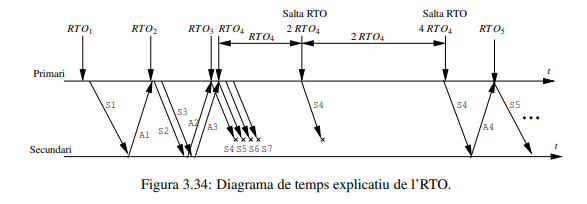 Salta RTO Salta RTO
RTO1 RTO2 RTO3 RTO4 2 RTO4 4 RTO4 RTO5
RTO4 2 RTO4
Primari t
S1 S3 S4 S4 S5
A1 S2 A2 A3 A4 ...
S4 S5 S6 S7
Secundari t
Figura 3.34: Diagrama de temps explicatiu de l'RTO.